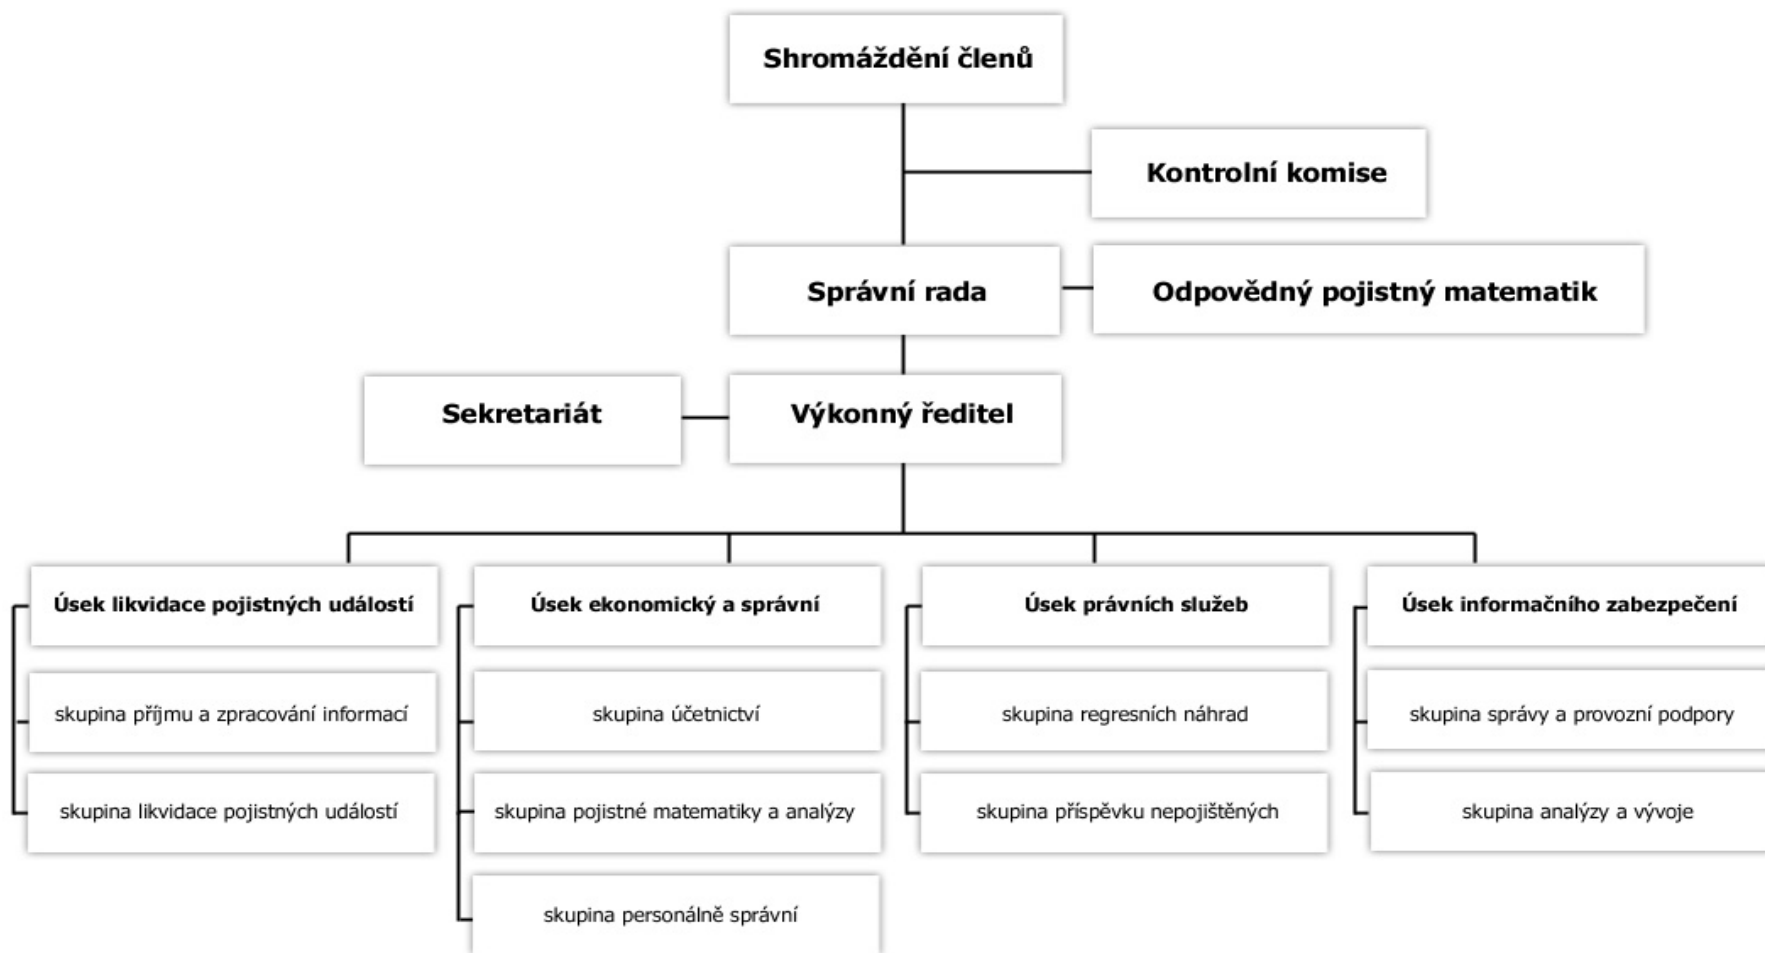 Shromáždění členů
Kontrolní komise
Správní rada
Odpovědný pojistný matematik
Sekretariát
Výkonný ředitel
Úsek likvidace pojistných událostí
Úsek ekonomický a správní
Úsek právních služeb
Úsek informačního zabezpečení
skupina příjmu a zpracování informací
skupina účetnictví
skupina regresních náhrad
skupina správy a provozní podpory
skupina likvidace pojistných událostí
skupina pojistné matematiky a analýzy
skupina příspěvku nepojištěných
skupina analýzy a vývoje
skupina personálně správní